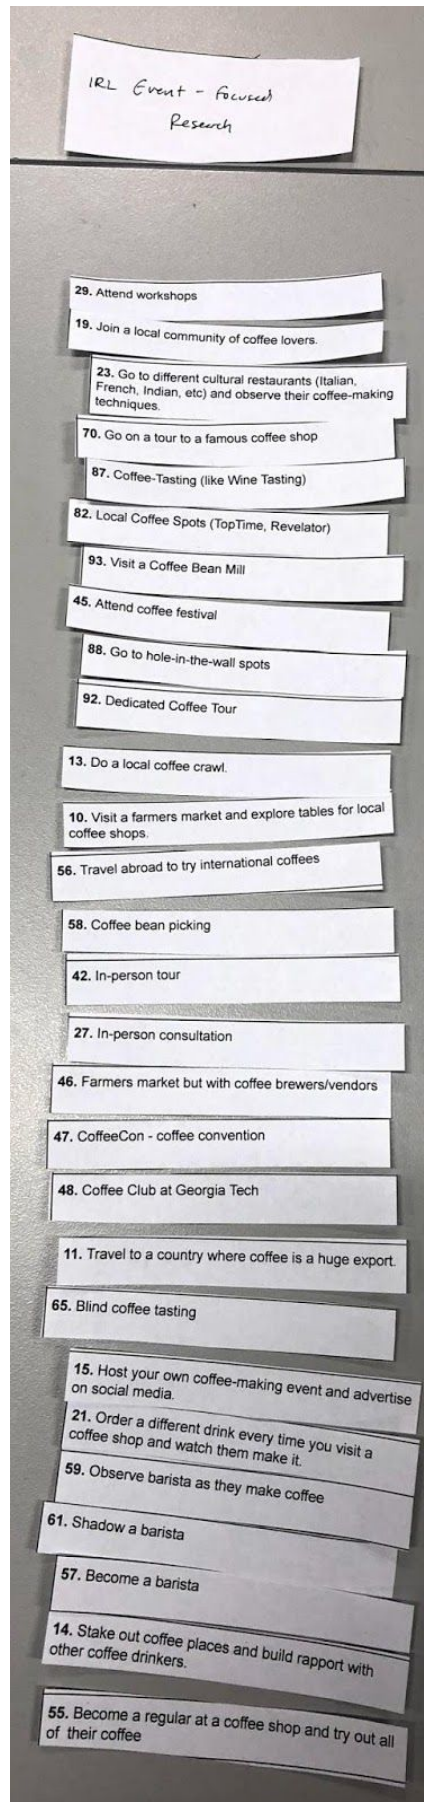 IRL Event - Focused
Research
29. Attend workshops
19. Join a local community of coffee lovers.
23. Go to different cultural restaurants (Italian,
French, Indian, etc) and observe their coffee-making
techniques.
70. Go on a tour to a famous coffee shop
87. Coffee-Tasting (like Wine Tasting)
82. Local Coffee Spots (TopTime, Revelator)
93. Visit a Coffee Bean Mill
45. Attend coffee festival
88. Go to hole-in-the-wall spots
92. Dedicated Coffee Tour
13. Do a local coffee crawl.
10. Visit a farmers market and explore tables for local
coffee shops.
56. Travel abroad to try international coffees
58. Coffee bean picking
42. In-person tour
27. In-person consultation
46. Farmers market but with coffee brewers/vendors
47. CoffeeCon - coffee convention
48. Coffee Club at Georgia Tech
11. Travel to a country where coffee is a huge export.
65. Blind coffee tasting
15. Host your own coffee-making event and advertise
on social media.
21. Order a different drink every time you visit a
coffee shop and watch them make it.
59. Observe barista as they make coffee
61. Shadow a barista
57. Become a barista
14. Stake out coffee places and build rapport with
other coffee drinkers.
55. Become a regular at a coffee shop and try out all
of their coffee